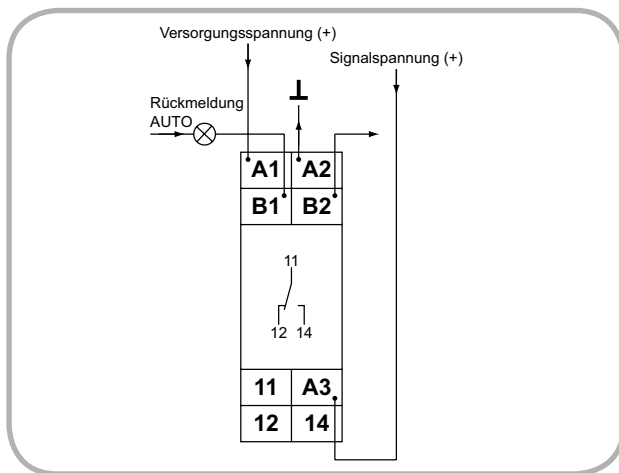 Versorgungsspannung (+)
Signalspannung (+)
Rückmeldung
AUTO
A1 A2
B1 B2
11
12 14
11 A3
12 14